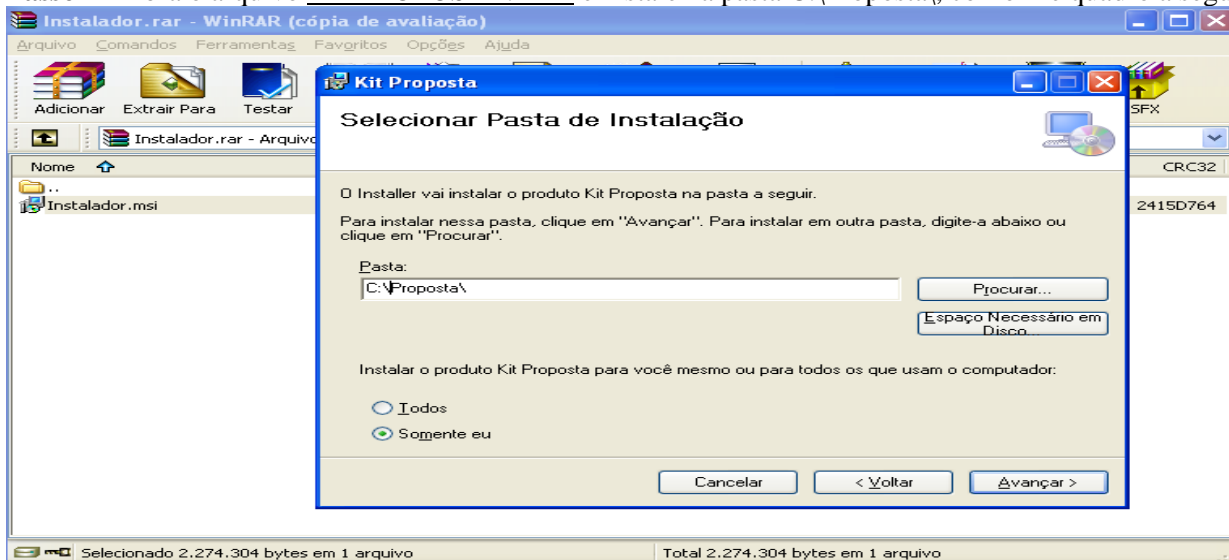 Instalador.rar - WinRAR (cópia de avaliação)
Arquivo Comandos Ferramentas Favoritos Opções Ajuda
Adicionar Extrair Para Testar SFX
Instalador.rar - Arquivo
Nome CRC32
..
Instalador.msi 2415D764
Kit Proposta
Selecionar Pasta de Instalação
O Installer vai instalar o produto Kit Proposta na pasta a seguir.
Para instalar nessa pasta, clique em "Avançar". Para instalar em outra pasta, digite-a abaixo ou
clique em "Procurar".
Pasta:
C:\Proposta\
Procurar...
Espaço Necessário em
Disco...
Instalar o produto Kit Proposta para você mesmo ou para todos os que usam o computador:
Todos
Somente eu
Cancelar < Voltar Avançar >
Selecionado 2.274.304 bytes em 1 arquivo Total 2.274.304 bytes em 1 arquivo